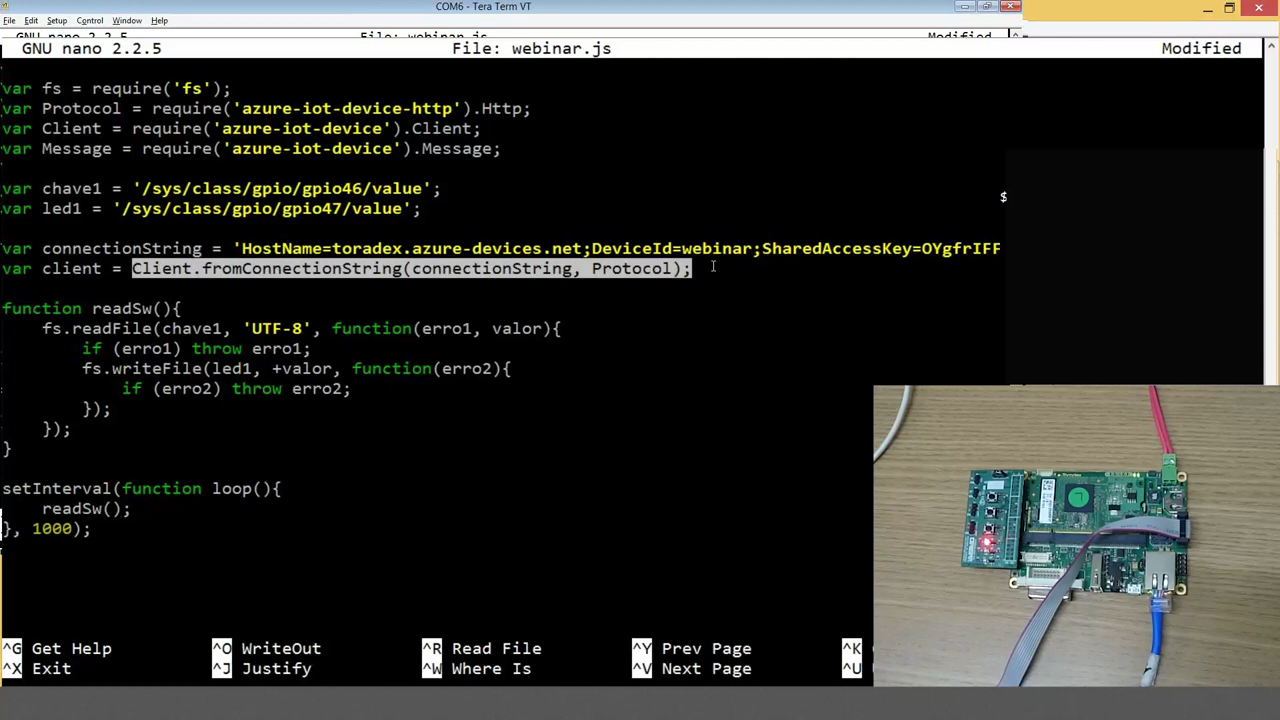 COM6 - Tera Term VT
File Edit Setup Control Window Help
GNU nano 2.2.5 File: webinar.js Modified
var fs = require('fs');
var Protocol = require('azure-iot-device-http').Http;
var Client = require('azure-iot-device').Client;
var Message = require('azure-iot-device').Message;
var chave1 = '/sys/class/gpio/gpio46/value';
$
var led1 = '/sys/class/gpio/gpio47/value';
var connectionString = 'HostName=toradex.azure-devices.net;DeviceId=webinar;SharedAccessKey=OYgfrIFF
var client = Client.fromConnectionString(connectionString, Protocol);
function readSw(){
fs.readFile(chave1, 'UTF-8', function(erro1, valor){
if (erro1) throw erro1;
fs.writeFile(led1, +valor, function(erro2){
if (erro2) throw erro2;
});
});
}
setInterval(function loop(){
readSw();
}, 1000);
^G Get Help ^O WriteOut ^R Read File ^Y Prev Page ^K
^X Exit ^J Justify ^W Where Is ^V Next Page ^U